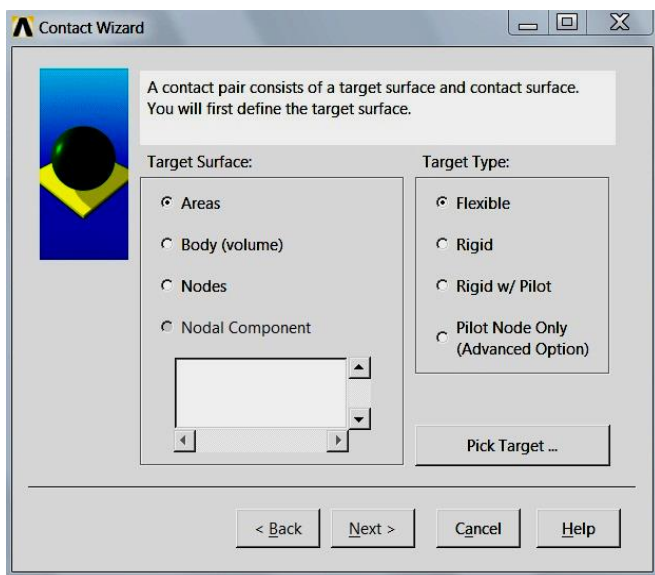 Contact Wizard
A contact pair consists of a target surface and contact surface.
You will first define the target surface.
Target Surface:
Target Type:
Areas
Body (volume)
Nodes
Nodal Component
Flexible
Rigid
Rigid w/ Pilot
Pilot Node Only
(Advanced Option)
Pick Target ...
< Back
Next >
Cancel
Help